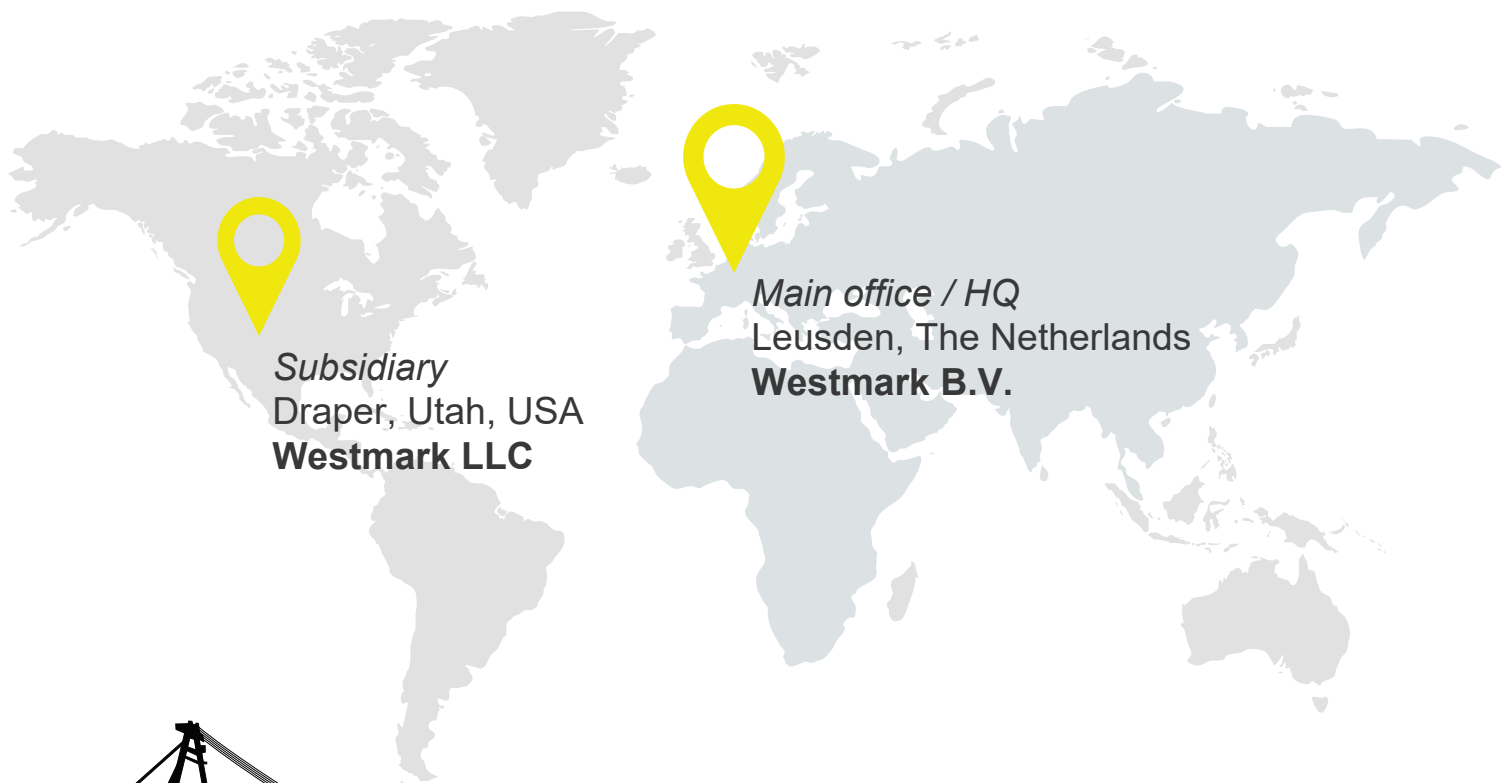 Main office / HQ
Leusden, The Netherlands
Westmark B.V.
Subsidiary
Draper, Utah, USA
Westmark LLC